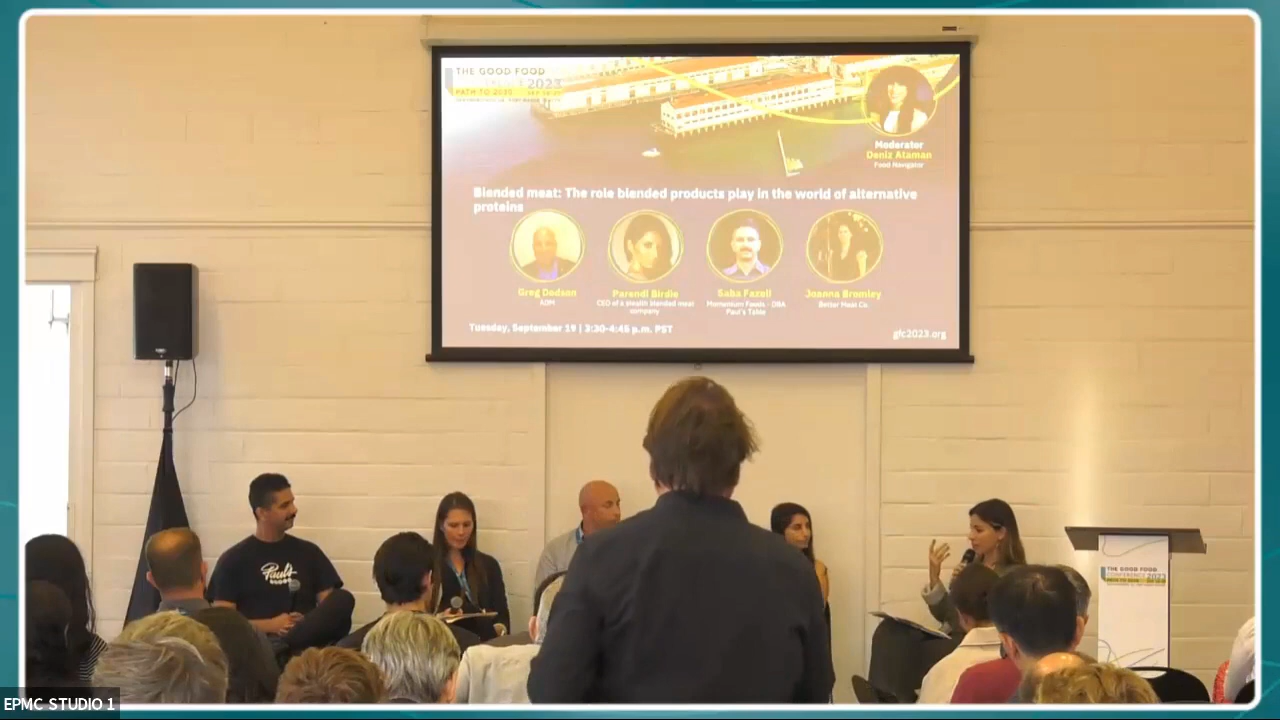 THE GOOD FOOD
CONFERENCE 2023
PATH TO 2030
Moderator
Deniz Ataman
Food Navigator
Blended meat: The role blended products play in the world of alternative
proteins
Greg Dodson
ADM
Parendi Birdie
CEO of a stealth blended meat
company
Saba Fazeli
Momentum Foods - DBA
Paul's Table
Joanna Bromley
Better Meat Co.
Tuesday, September 19 | 3:30-4:45 p.m. PST
gfc2023.org
Paul's
THE GOOD FOOD
CONFERENCE 2023
EPMC STUDIO 1